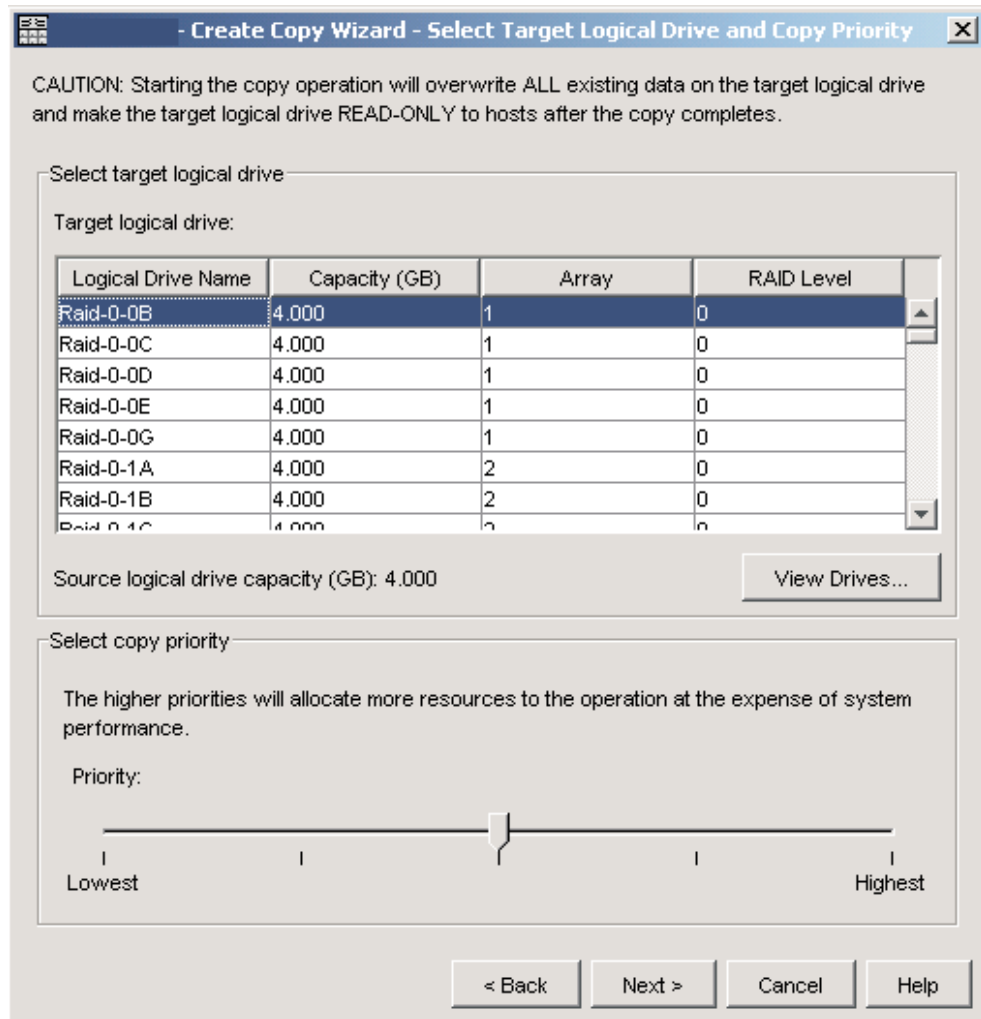 - Create Copy Wizard - Select Target Logical Drive and Copy Priority
CAUTION: Starting the copy operation will overwrite ALL existing data on the target logical drive
and make the target logical drive READ-ONLY to hosts after the copy completes.
Select target logical drive
Target logical drive:
Logical Drive Name Capacity (GB) Array RAID Level
Raid-0-0B 4.000 1 0
Raid-0-0C 4.000 1 0
Raid-0-0D 4.000 1 0
Raid-0-0E 4.000 1 0
Raid-0-0G 4.000 1 0
Raid-0-1A 4.000 2 0
Raid-0-1B 4.000 2 0
Source logical drive capacity (GB): 4.000
View Drives...
Select copy priority
The higher priorities will allocate more resources to the operation at the expense of system
performance.
Priority:
Lowest Highest
< Back Next > Cancel Help